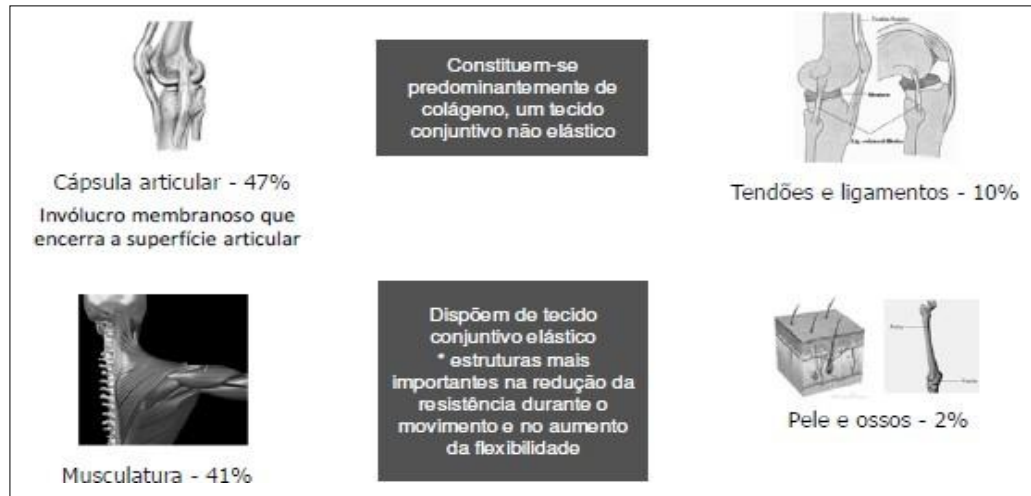 Constituem-se
predominantemente de
colágeno, um tecido
conjuntivo não elástico
Cápsula articular - 47%
Invólucro membranoso que
encerra a superfície articular
Tendões e ligamentos - 10%
Dispõem de tecido
conjuntivo elástico
* estruturas mais
importantes na redução da
resistência durante o
movimento e no aumento
da flexibilidade
Musculatura - 41%
Pele e ossos - 2%